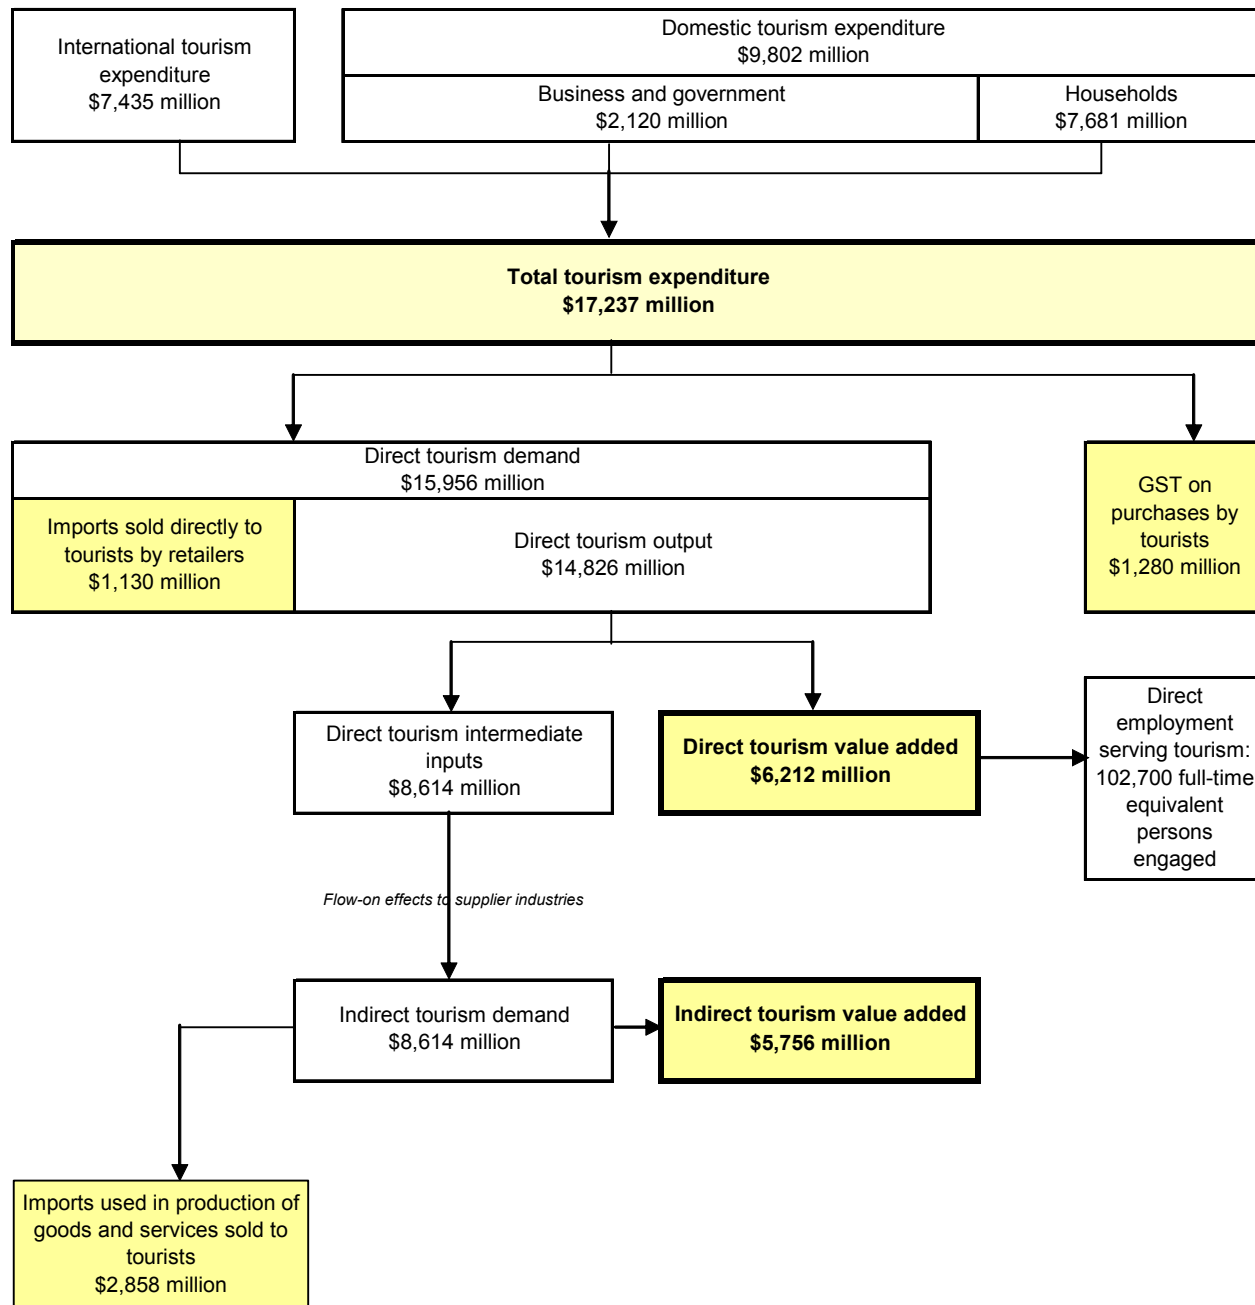 International tourism
expenditure
$7,435 million
Domestic tourism expenditure
$9,802 million
Business and government
$2,120 million
Households
$7,681 million
Total tourism expenditure
$17,237 million
Direct tourism demand
$15,956 million
Imports sold directly to
tourists by retailers
$1,130 million
Direct tourism output
$14,826 million
GST on
purchases by
tourists
$1,280 million
Direct tourism intermediate
inputs
$8,614 million
Direct tourism value added
$6,212 million
Direct
employment
serving tourism:
102,700 full-time
equivalent
persons
engaged
Flow-on effects to supplier industries
Indirect tourism demand
$8,614 million
Indirect tourism value added
$5,756 million
Imports used in production of
goods and services sold to
tourists
$2,858 million